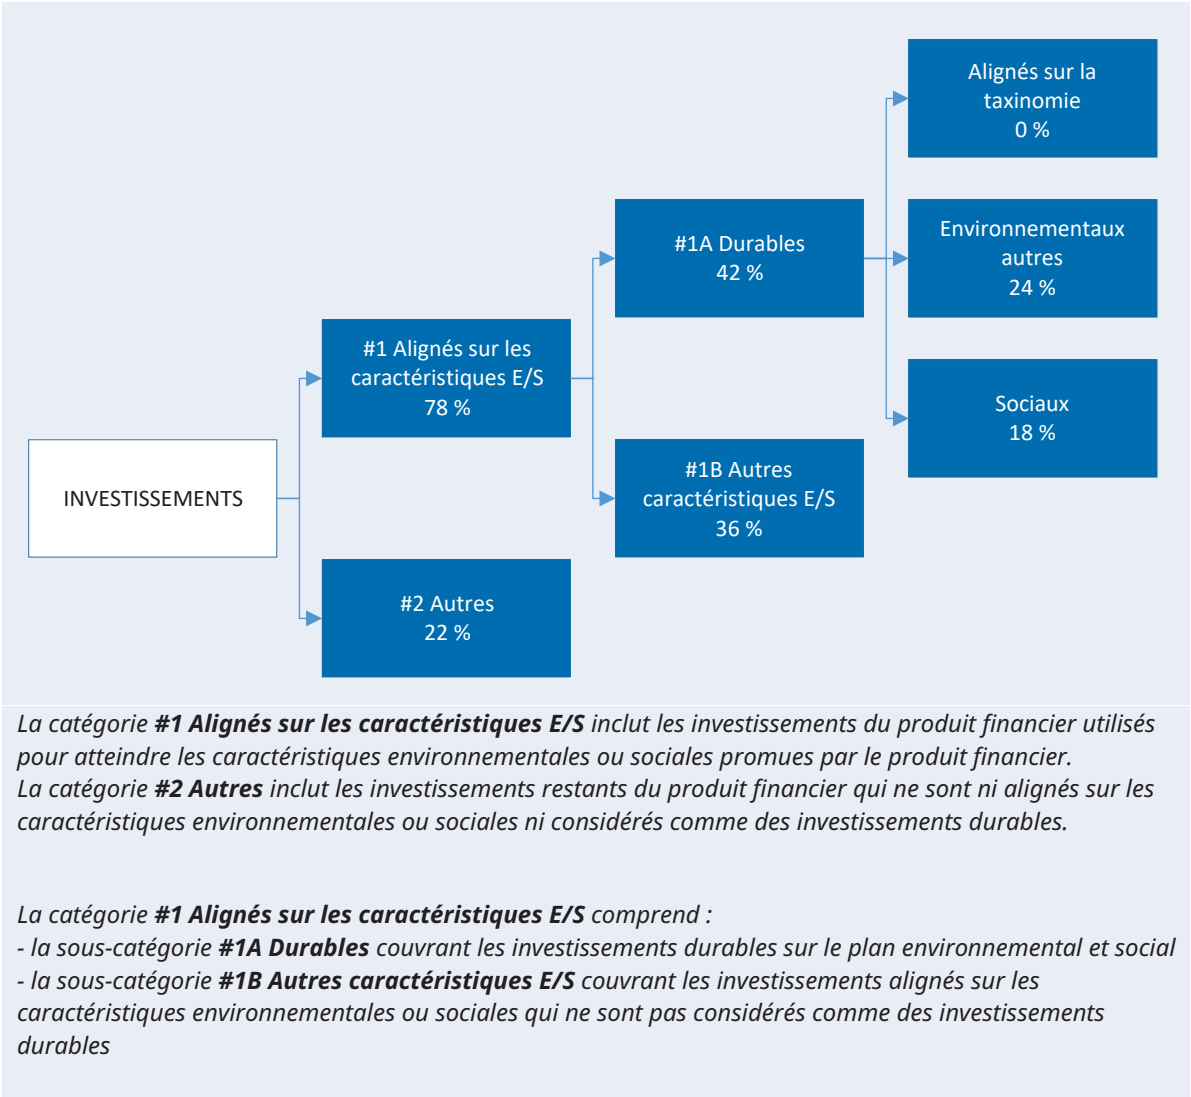 Alignés sur la
taxinomie
0 %
#1A Durables
42 %
Environnementaux
autres
24 %
#1 Alignés sur les
caractéristiques E/S
78 %
Sociaux
18 %
INVESTISSEMENTS
#1B Autres
caractéristiques E/S
36 %
#2 Autres
22 %
La catégorie #1 Alignés sur les caractéristiques E/S inclut les investissements du produit financier utilisés
pour atteindre les caractéristiques environnementales ou sociales promues par le produit financier.
La catégorie #2 Autres inclut les investissements restants du produit financier qui ne sont ni alignés sur les
caractéristiques environnementales ou sociales ni considérés comme des investissements durables.
La catégorie #1 Alignés sur les caractéristiques E/S comprend :
- la sous-catégorie #1A Durables couvrant les investissements durables sur le plan environnemental et social
- la sous-catégorie #1B Autres caractéristiques E/S couvrant les investissements alignés sur les
caractéristiques environnementales ou sociales qui ne sont pas considérés comme des investissements
durables